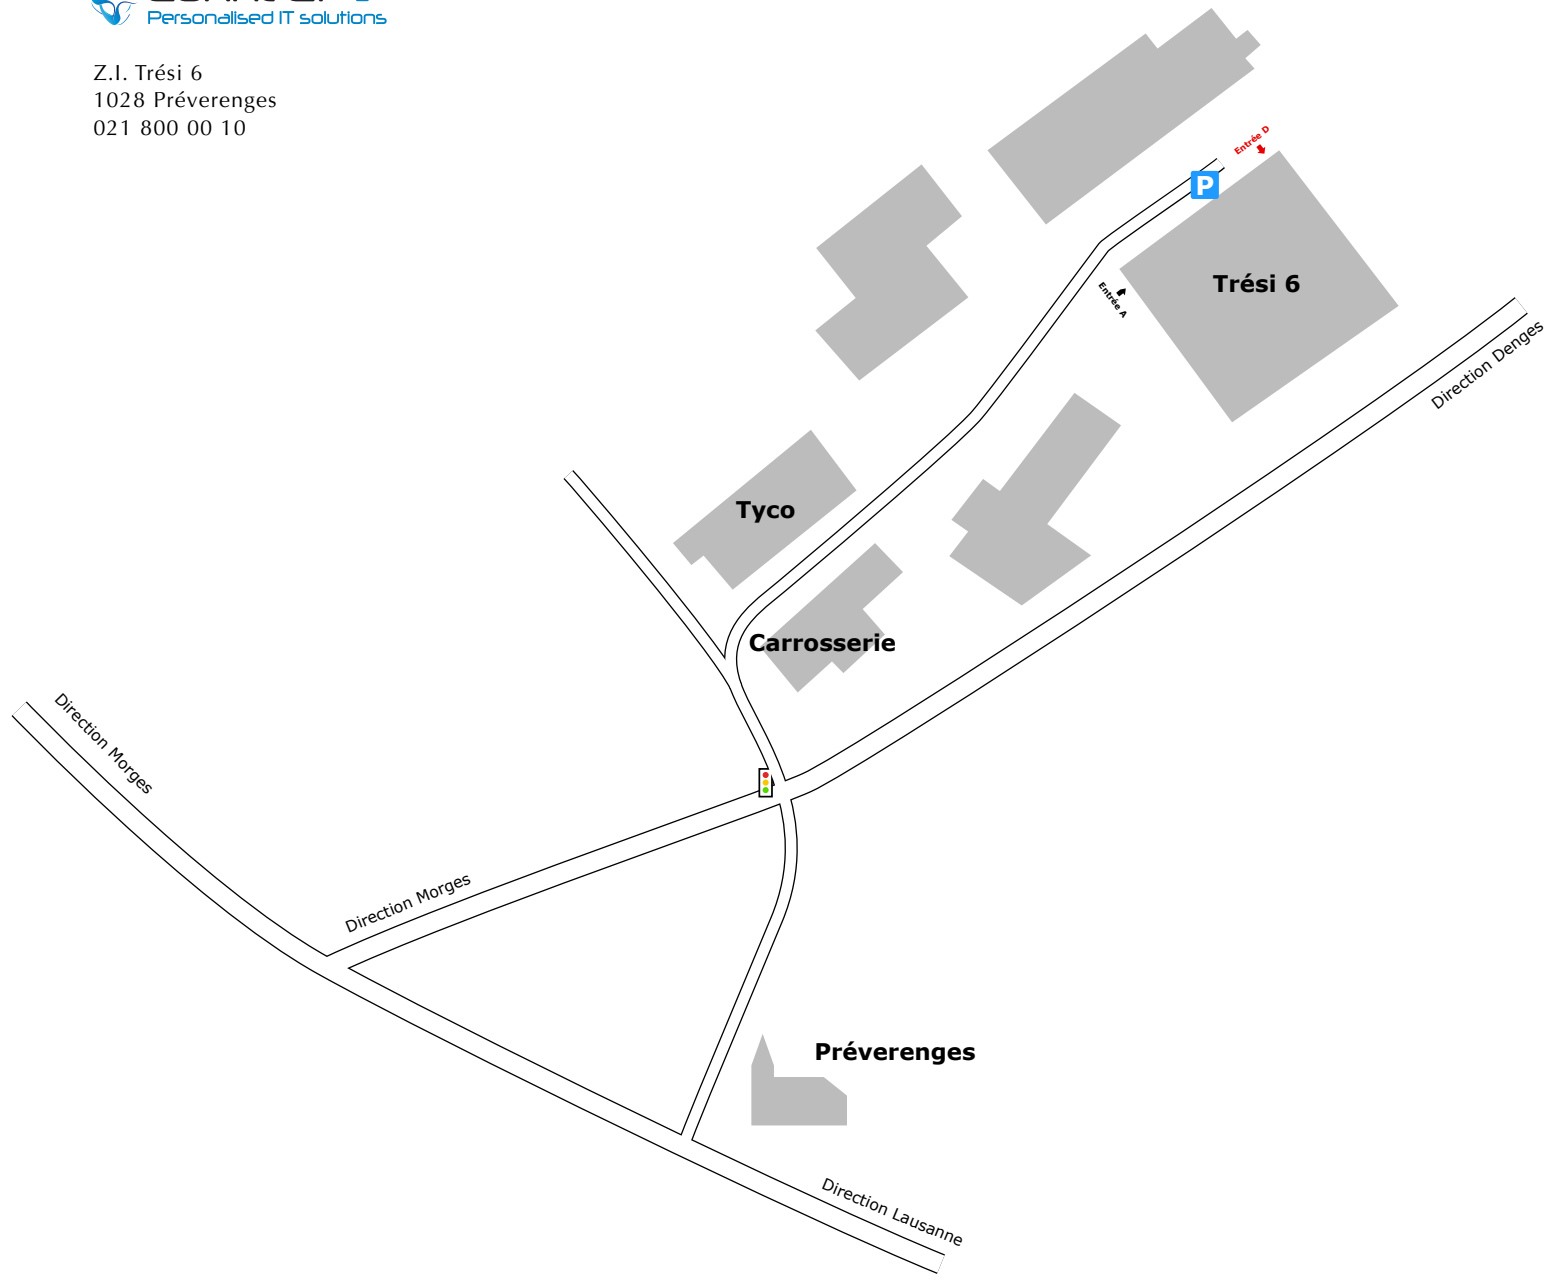 Personalised IT solutions
Z.I. Trési 6
1028 Préverenges
021 800 00 10
Entrée D
P
Trési 6
Entrée A
Direction Denges
Tyco
Carrosserie
Direction Morges
Direction Morges
Préverenges
Direction Lausanne